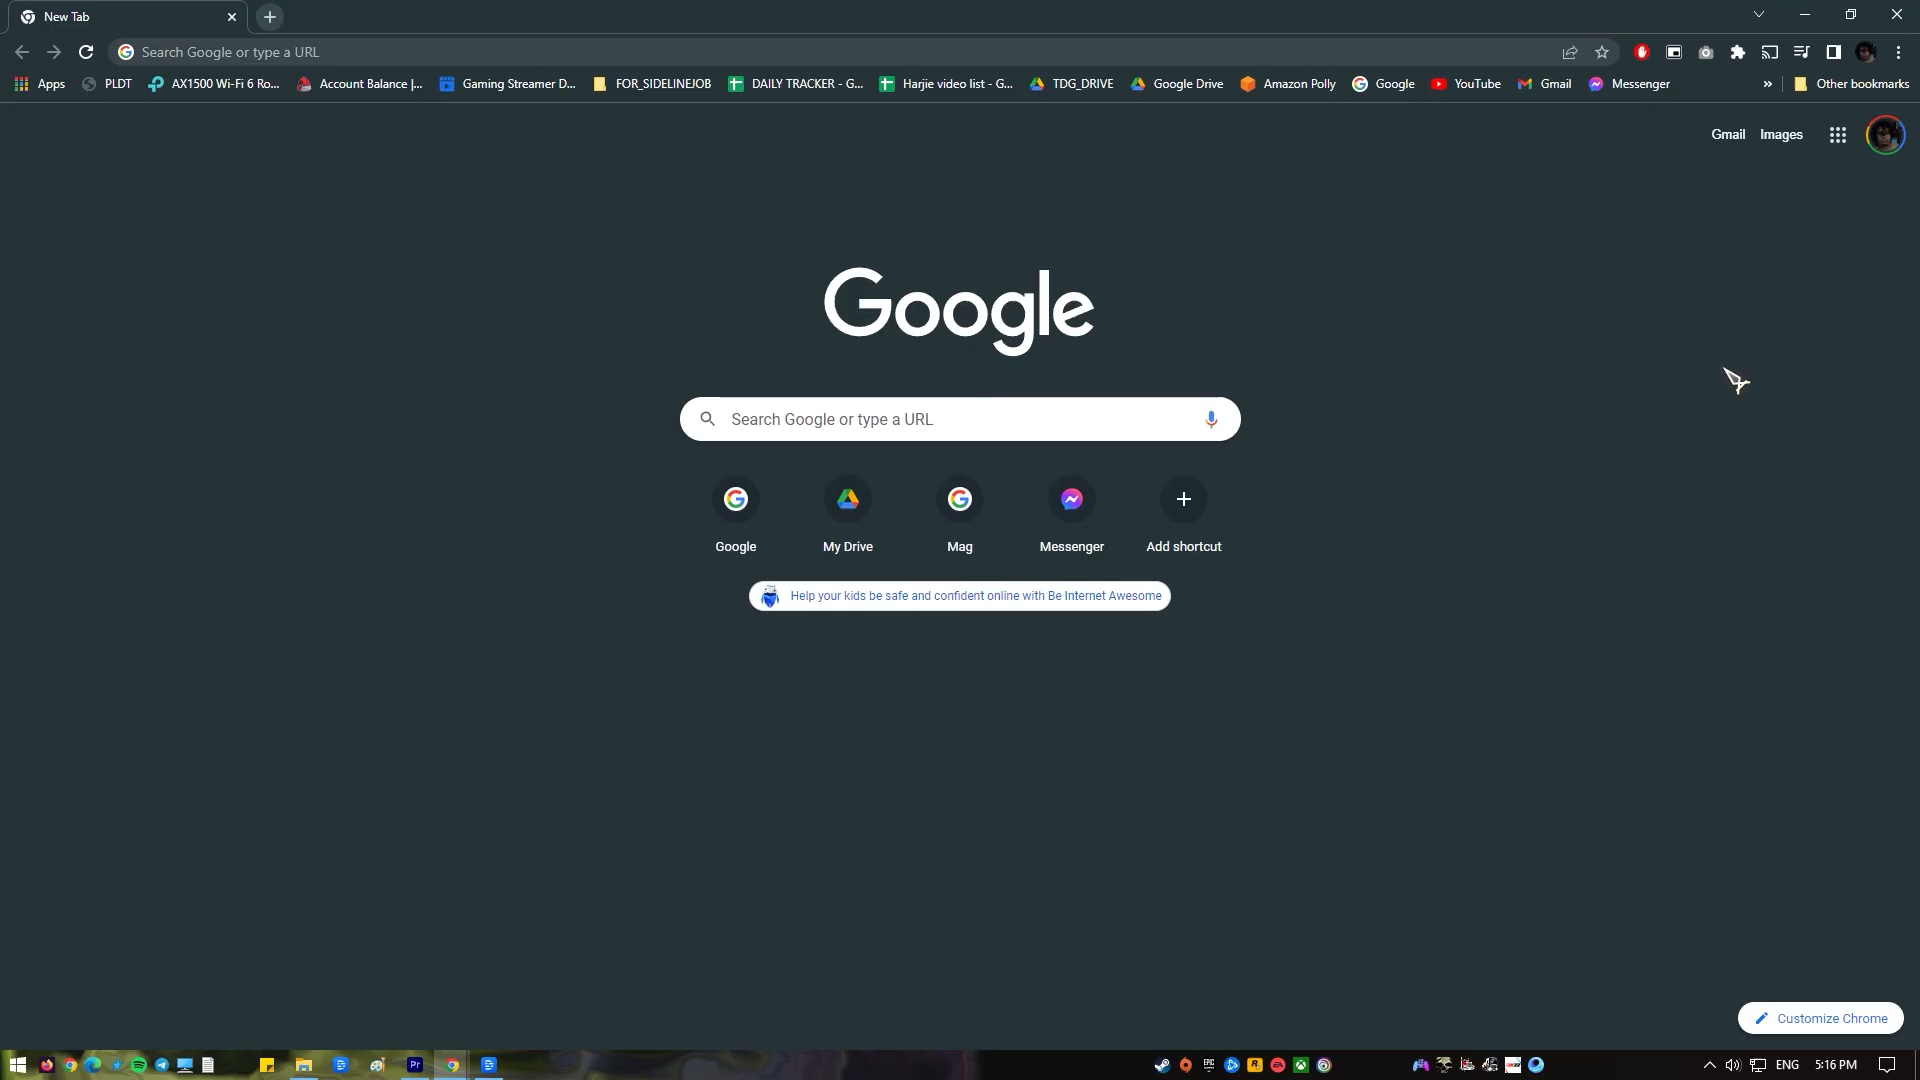 New Tab
Search Google or type a URL
Apps PLDT AX1500 Wi-Fi 6 Ro... Account Balance |... Gaming Streamer D... FOR_SIDELINEJOB DAILY TRACKER - G... Harjie video list - G... TDG_DRIVE Google Drive Amazon Polly Google YouTube Gmail Messenger » Other bookmarks
Gmail Images
Google
Search Google or type a URL
Google My Drive Mag Messenger Add shortcut
Help your kids be safe and confident online with Be Internet Awesome
Customize Chrome
Pr EPIC R EA ENG 5:16 PM